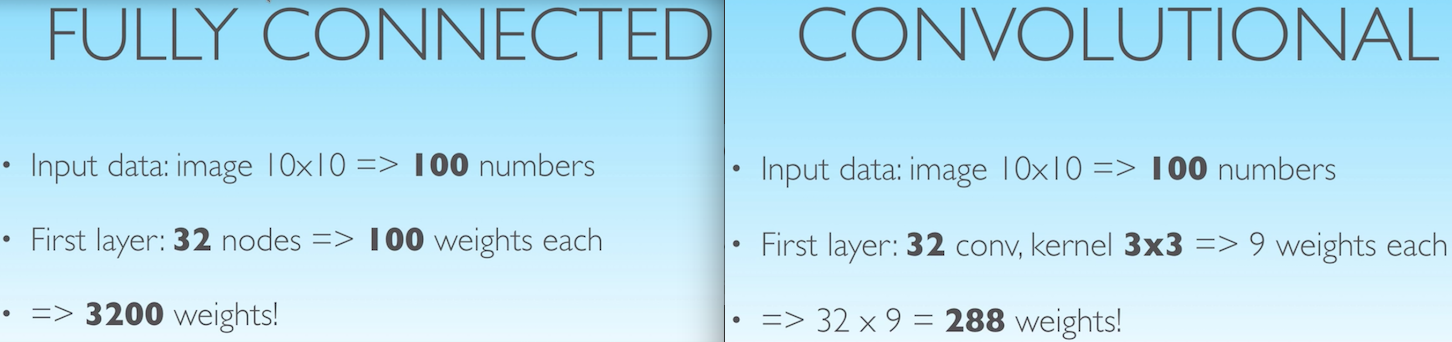 FULLY CONNECTED
• Input data: image 10x10 => 100 numbers
• First layer: 32 nodes => 100 weights each
• => 3200 weights!
CONVOLUTIONAL
• Input data: image 10x10 => 100 numbers
• First layer: 32 conv, kernel 3x3 => 9 weights each
• => 32 x 9 = 288 weights!